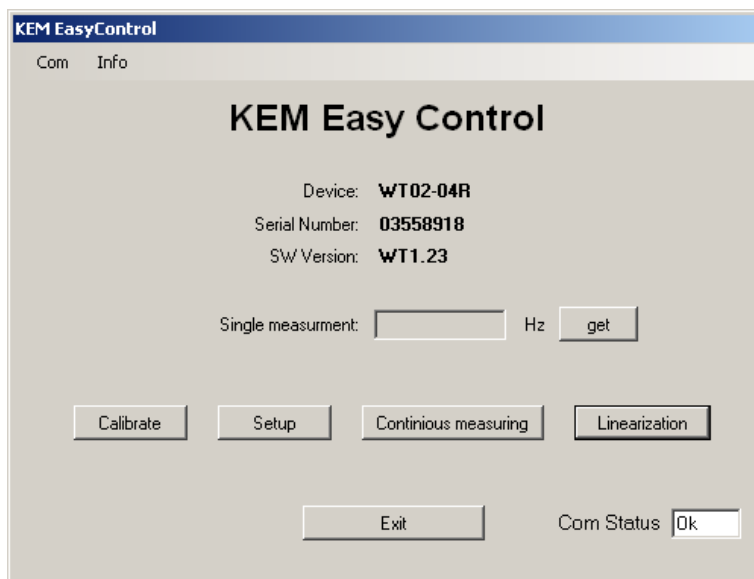 KEM EasyControl
Com Info
KEM Easy Control
Device: WT02-04R
Serial Number: 03558918
SW Version: WT1.23
Single measurment: Hz get
Calibrate Setup Continious measuring Linearization
Exit Com Status Ok